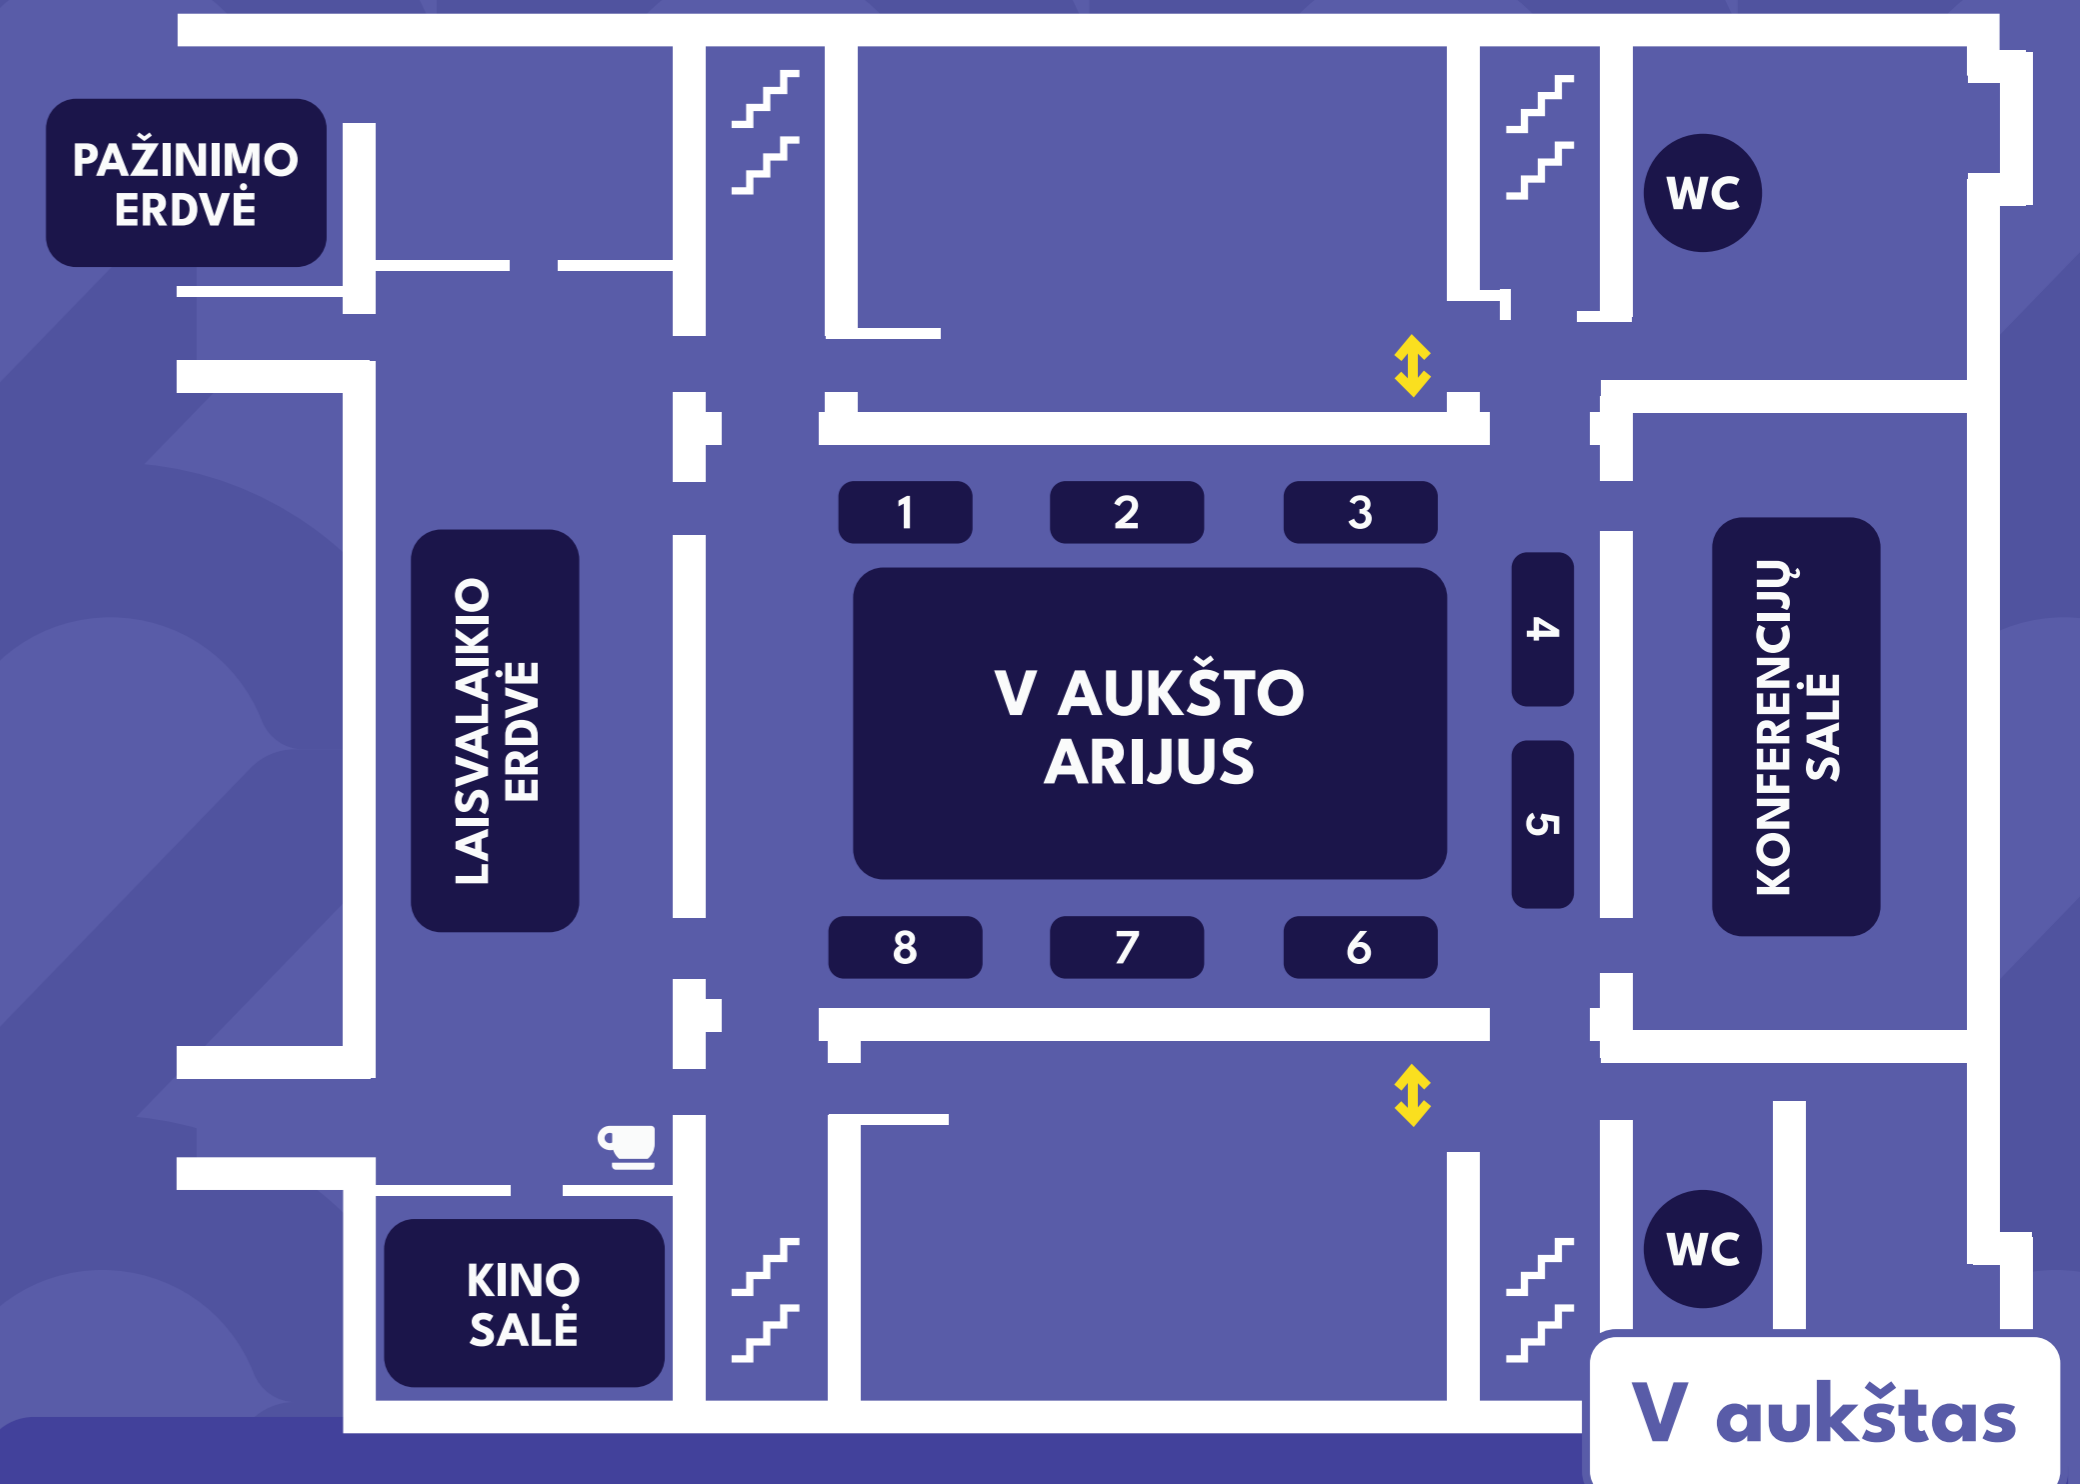 PAŽINIMO
ERDVĖ
WC
1
2
3
4
5
V AUKŠTO
ARIJUS
LAISVALAIKIO
ERDVĖ
KONFERENCIJŲ
SALĖ
8
7
6
KINO
SALĖ
WC
V aukštas